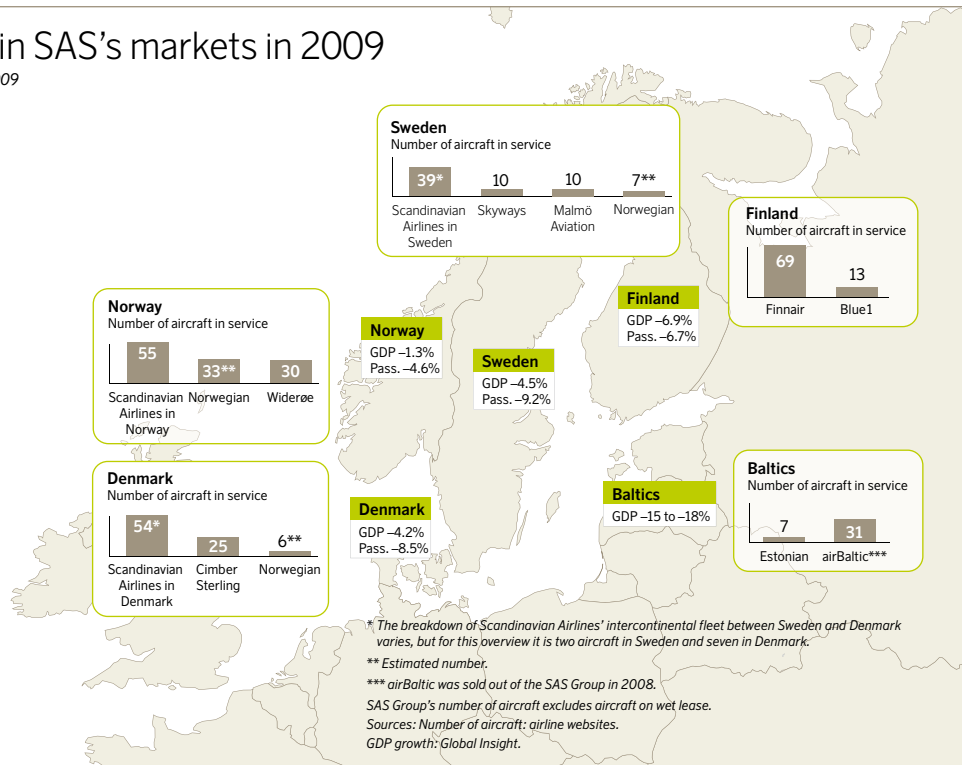 in SAS's markets in 2009
09
Sweden
Number of aircraft in service
39*
10
10
7**
Scandinavian
Airlines in
Sweden
Skyways
Malmö
Aviation
Norwegian
Finland
Number of aircraft in service
69
13
Finnair
Blue1
Norway
Number of aircraft in service
55
33**
30
Scandinavian
Airlines in
Norway
Norwegian
Widerøe
Norway
GDP –1.3%
Pass. –4.6%
Sweden
GDP –4.5%
Pass. –9.2%
Finland
GDP –6.9%
Pass. –6.7%
Denmark
Number of aircraft in service
54*
25
6**
Scandinavian
Airlines in
Denmark
Cimber
Sterling
Norwegian
Denmark
GDP –4.2%
Pass. –8.5%
Baltics
GDP –15 to –18%
Baltics
Number of aircraft in service
7
31
Estonian
airBaltic***
* The breakdown of Scandinavian Airlines' intercontinental fleet between Sweden and Denmark
varies, but for this overview it is two aircraft in Sweden and seven in Denmark.
** Estimated number.
*** airBaltic was sold out of the SAS Group in 2008.
SAS Group's number of aircraft excludes aircraft on wet lease.
Sources: Number of aircraft: airline websites.
GDP growth: Global Insight.